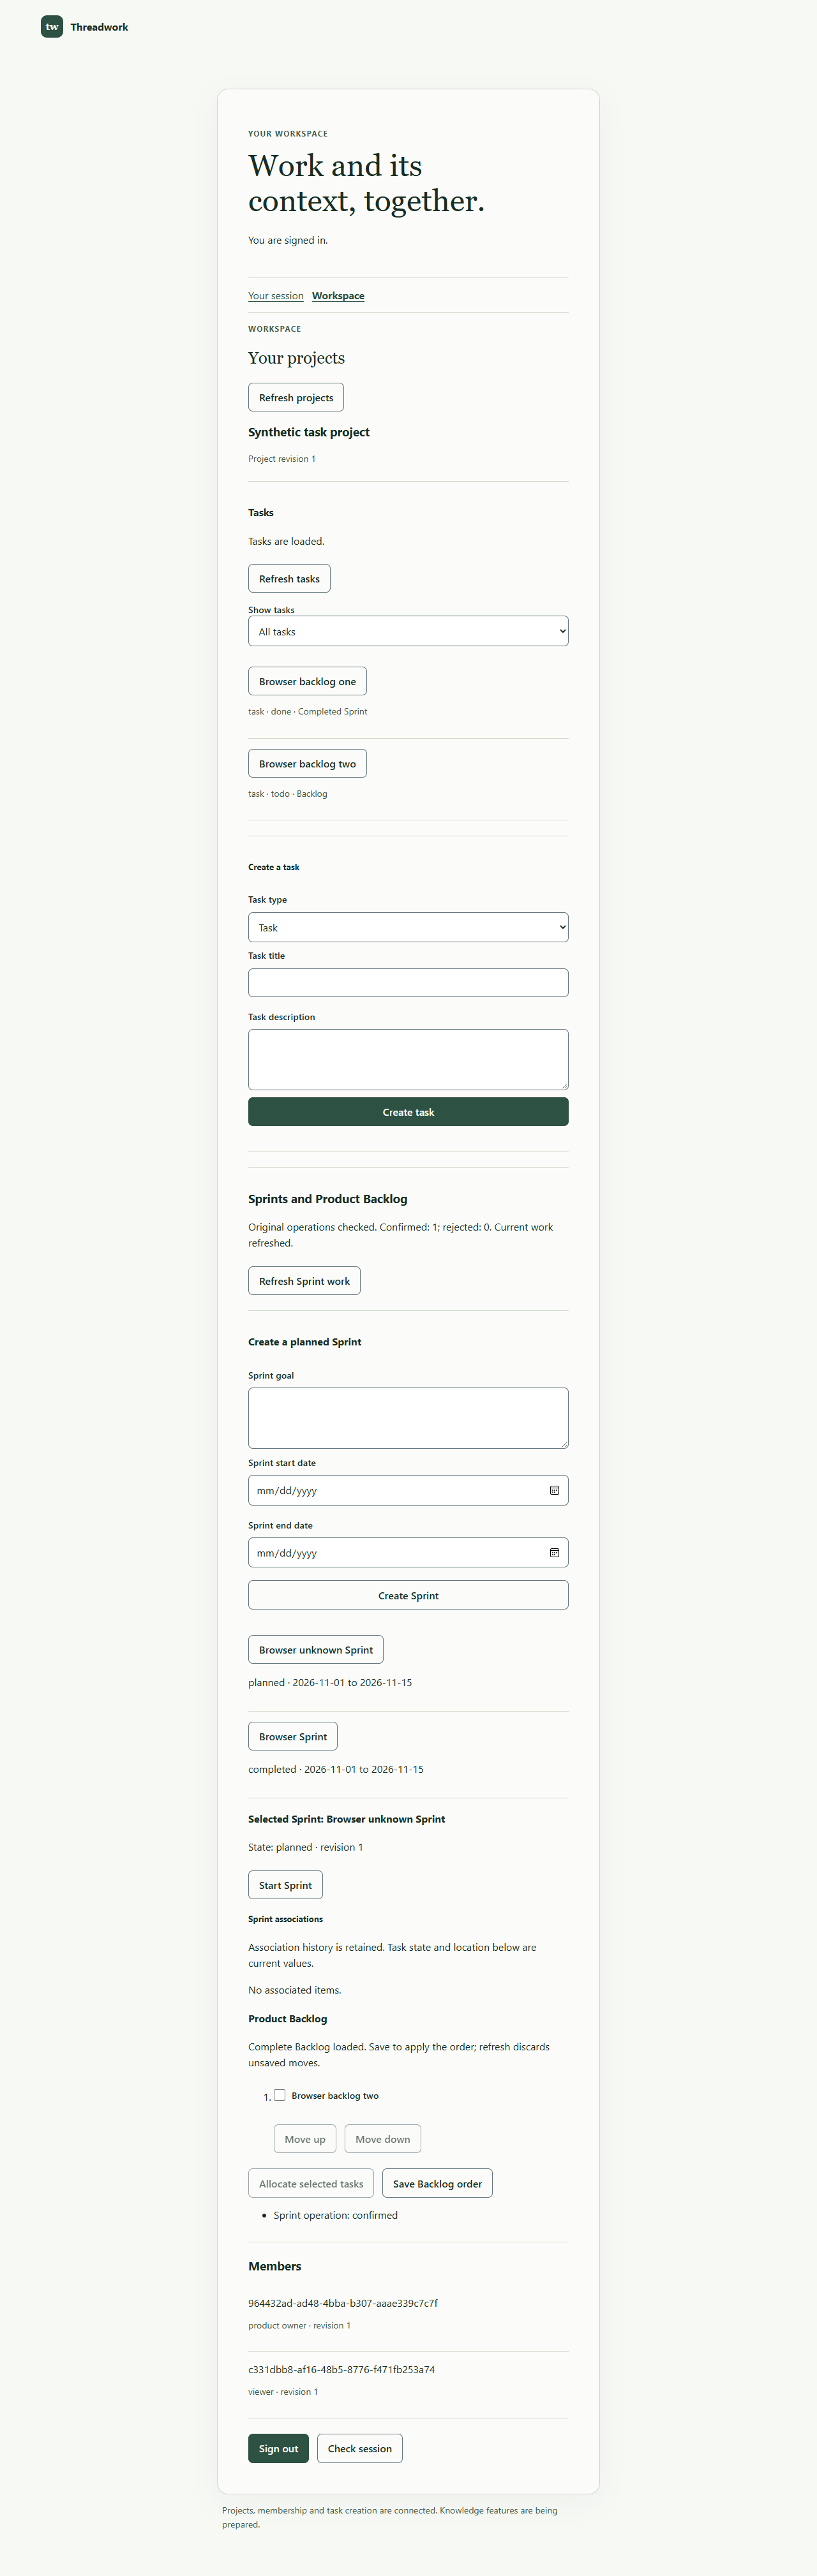 tw Threadwork
YOUR WORKSPACE
Work and its
context, together.
You are signed in.
Your session Workspace
WORKSPACE
Your projects
Refresh projects
Synthetic task project
Project revision 1
Tasks
Tasks are loaded.
Refresh tasks
Show tasks
All tasks
Browser backlog one
task · done · Completed Sprint
Browser backlog two
task · todo · Backlog
Create a task
Task type
Task
Task title
Task description
Create task
Sprints and Product Backlog
Original operations checked. Confirmed: 1; rejected: 0. Current work
refreshed.
Refresh Sprint work
Create a planned Sprint
Sprint goal
Sprint start date
mm/dd/yyyy
Sprint end date
mm/dd/yyyy
Create Sprint
Browser unknown Sprint
planned · 2026-11-01 to 2026-11-15
Browser Sprint
completed · 2026-11-01 to 2026-11-15
Selected Sprint: Browser unknown Sprint
State: planned · revision 1
Start Sprint
Sprint associations
Association history is retained. Task state and location below are
current values.
No associated items.
Product Backlog
Complete Backlog loaded. Save to apply the order; refresh discards
unsaved moves.
1. Browser backlog two
Move up Move down
Allocate selected tasks Save Backlog order
• Sprint operation: confirmed
Members
964432ad-ad48-4bba-b307-aaae339c7c7f
product owner · revision 1
c331dbb8-af16-48b5-8776-f471fb253a74
viewer · revision 1
Sign out Check session
Projects, membership and task creation are connected. Knowledge features are being
prepared.